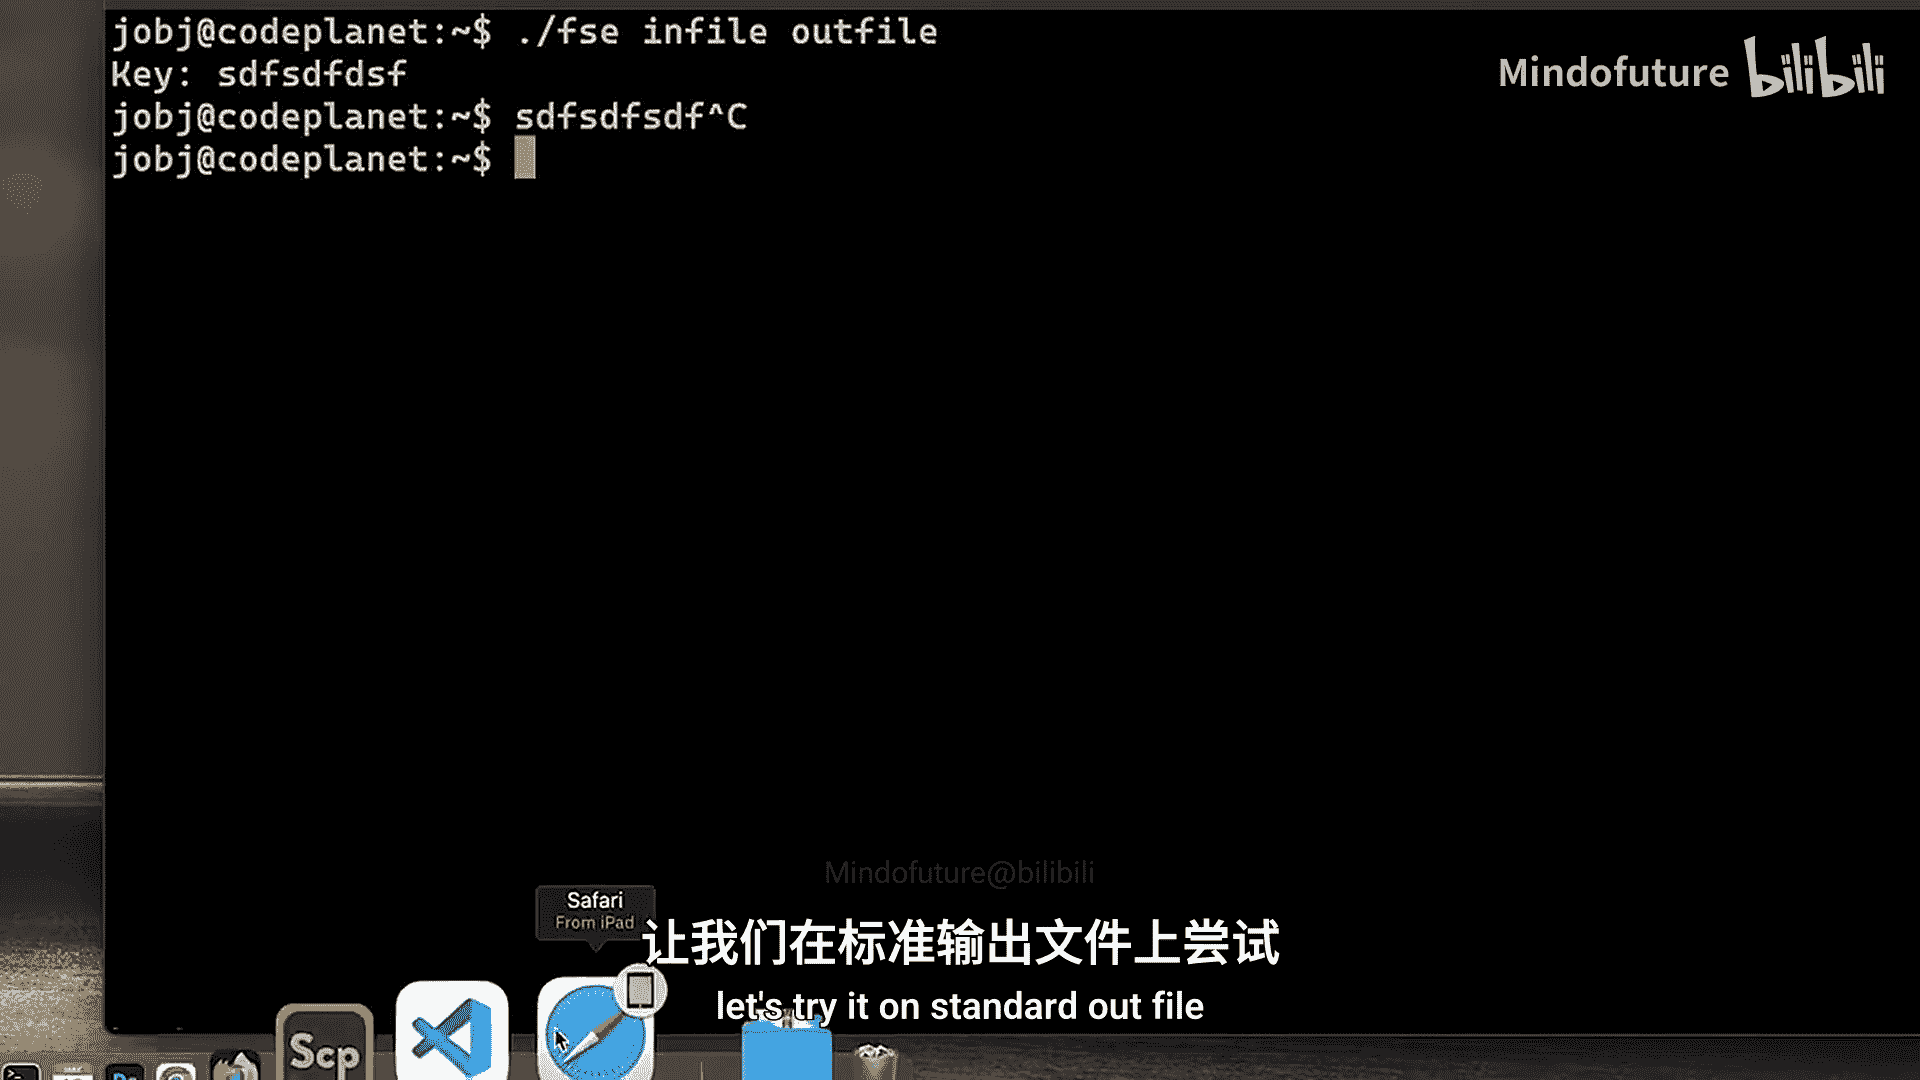 jobj@codeplanet:~$ ./fse infile outfile
Key: sdfsdfdsf
jobj@codeplanet:~$ sdfsdfsdf^C
jobj@codeplanet:~$
Mindofuture bilibili
Mindofuture@bilibili
Safari
From iPad
让我们在标准输出文件上尝试
let's try it on standard out file
Scp